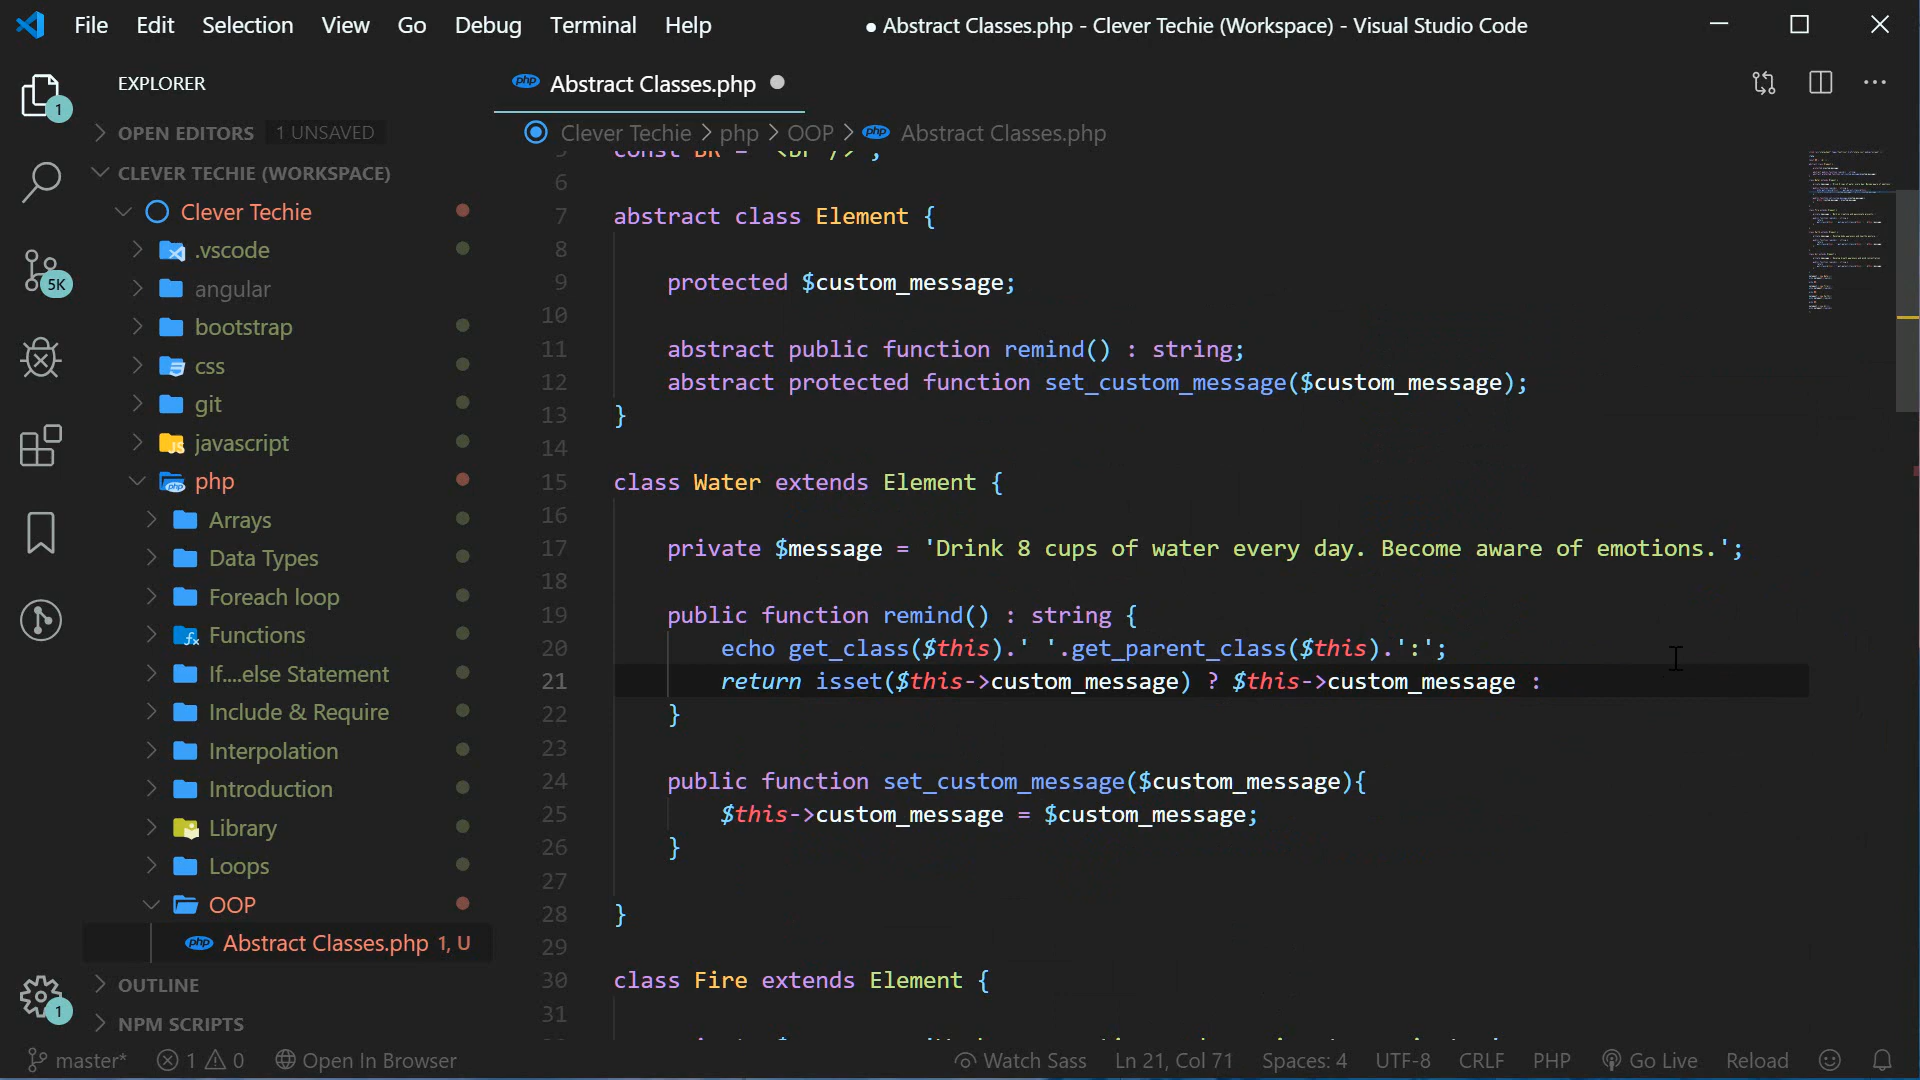 File Edit Selection View Go Debug Terminal Help
● Abstract Classes.php - Clever Techie (Workspace) - Visual Studio Code
EXPLORER
1
OPEN EDITORS 1 UNSAVED
CLEVER TECHIE (WORKSPACE)
Clever Techie
.vscode
angular
5K
bootstrap
css
git
javascript
php
Arrays
Data Types
Foreach loop
Functions
If....else Statement
Include & Require
Interpolation
Introduction
Library
Loops
OOP
php Abstract Classes.php 1, U
OUTLINE
1
NPM SCRIPTS
php Abstract Classes.php
Clever Techie > php > OOP > php Abstract Classes.php
5 const BR = '<br />';
6
7 abstract class Element {
8
9 protected $custom_message;
10
11 abstract public function remind() : string;
12 abstract protected function set_custom_message($custom_message);
13 }
14
15 class Water extends Element {
16
17 private $message = 'Drink 8 cups of water every day. Become aware of emotions.';
18
19 public function remind() : string {
20 echo get_class($this).' '.get_parent_class($this).':';
21 return isset($this->custom_message) ? $this->custom_message :
22 }
23
24 public function set_custom_message($custom_message){
25 $this->custom_message = $custom_message;
26 }
27
28 }
29
30 class Fire extends Element {
31
master* 1 0 Open In Browser Watch Sass Ln 21, Col 71 Spaces: 4 UTF-8 CRLF PHP Go Live Reload